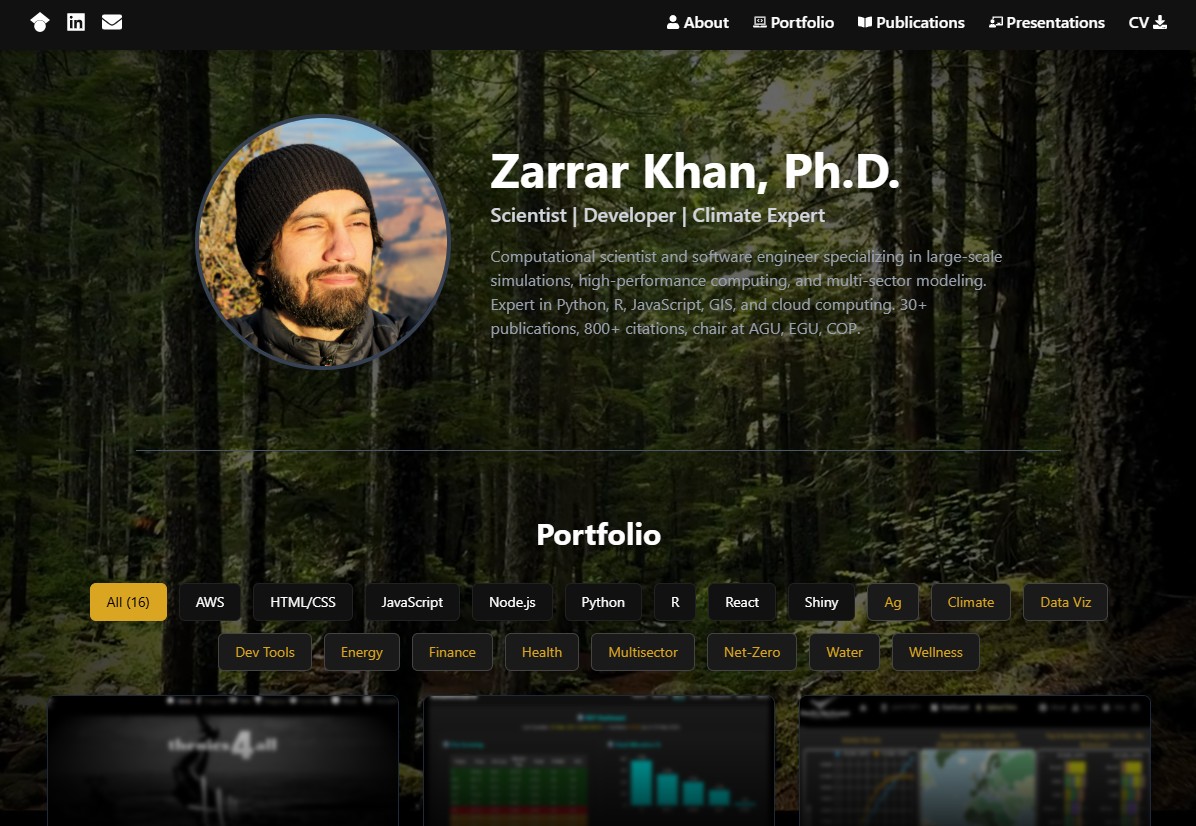 About Portfolio Publications Presentations CV
Zarrar Khan, Ph.D.
Scientist | Developer | Climate Expert
Computational scientist and software engineer specializing in large-scale
simulations, high-performance computing, and multi-sector modeling.
Expert in Python, R, JavaScript, GIS, and cloud computing. 30+
publications, 800+ citations, chair at AGU, EGU, COP.
Portfolio
All (16) AWS HTML/CSS JavaScript Node.js Python R React Shiny Ag Climate Data Viz
Dev Tools Energy Finance Health Multisector Net-Zero Water Wellness